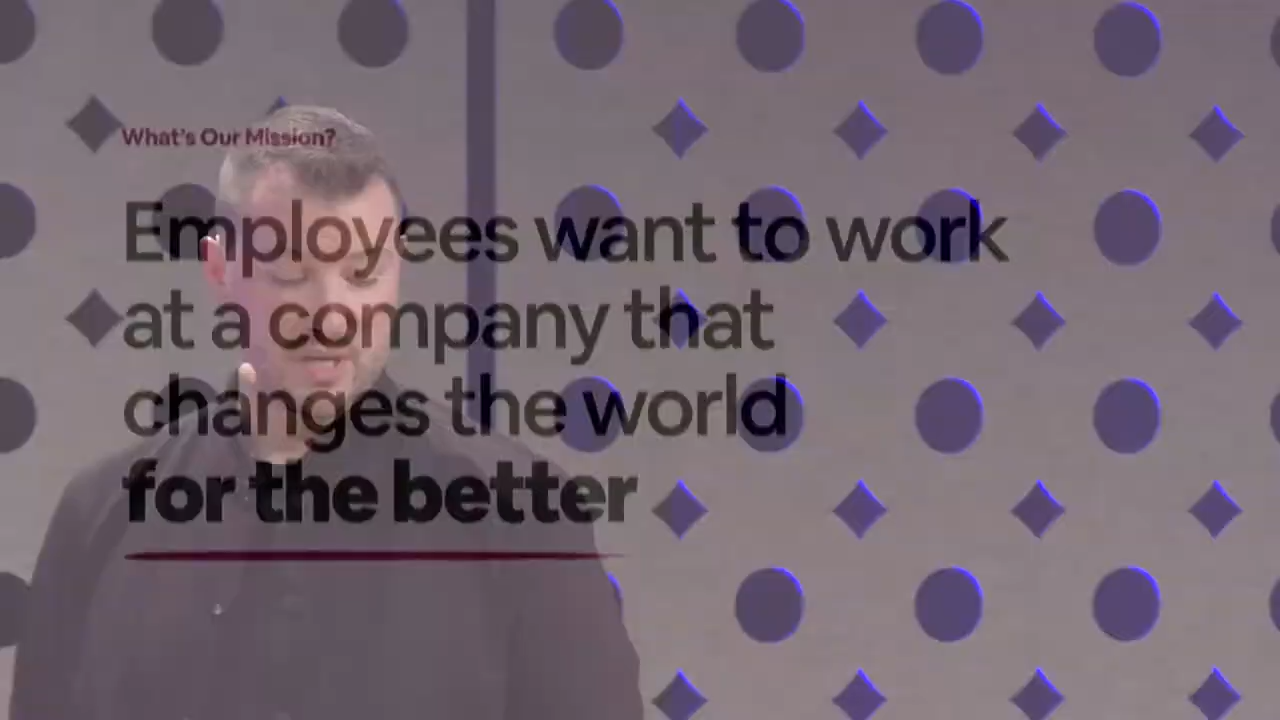 What's Our Mission?
Employees want to work
at a company that
changes the world
for the better